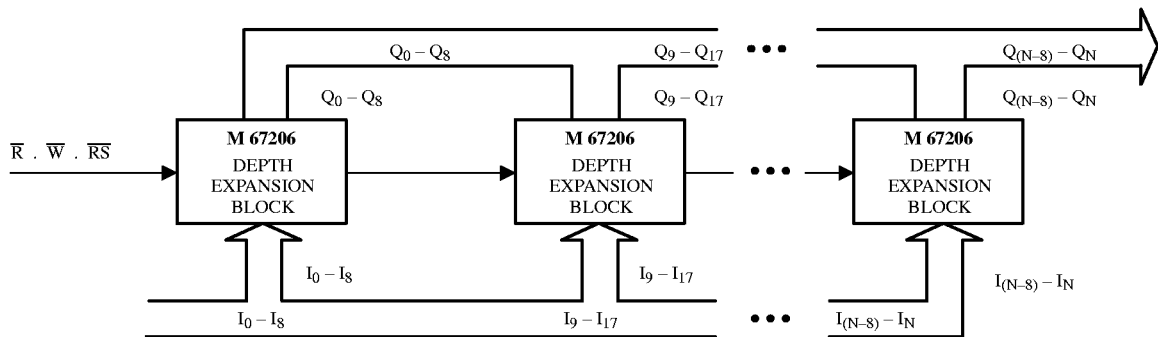 Q0 – Q8
Q9 – Q17
Q(N–8) – QN
Q0 – Q8
Q9 – Q17
Q(N–8) – QN
R̅ . W̅ . R̅S̅
M 67206
DEPTH
EXPANSION
BLOCK
M 67206
DEPTH
EXPANSION
BLOCK
M 67206
DEPTH
EXPANSION
BLOCK
I0 – I8
I9 – I17
I(N–8) – IN
I0 – I8
I9 – I17
I(N–8) – IN